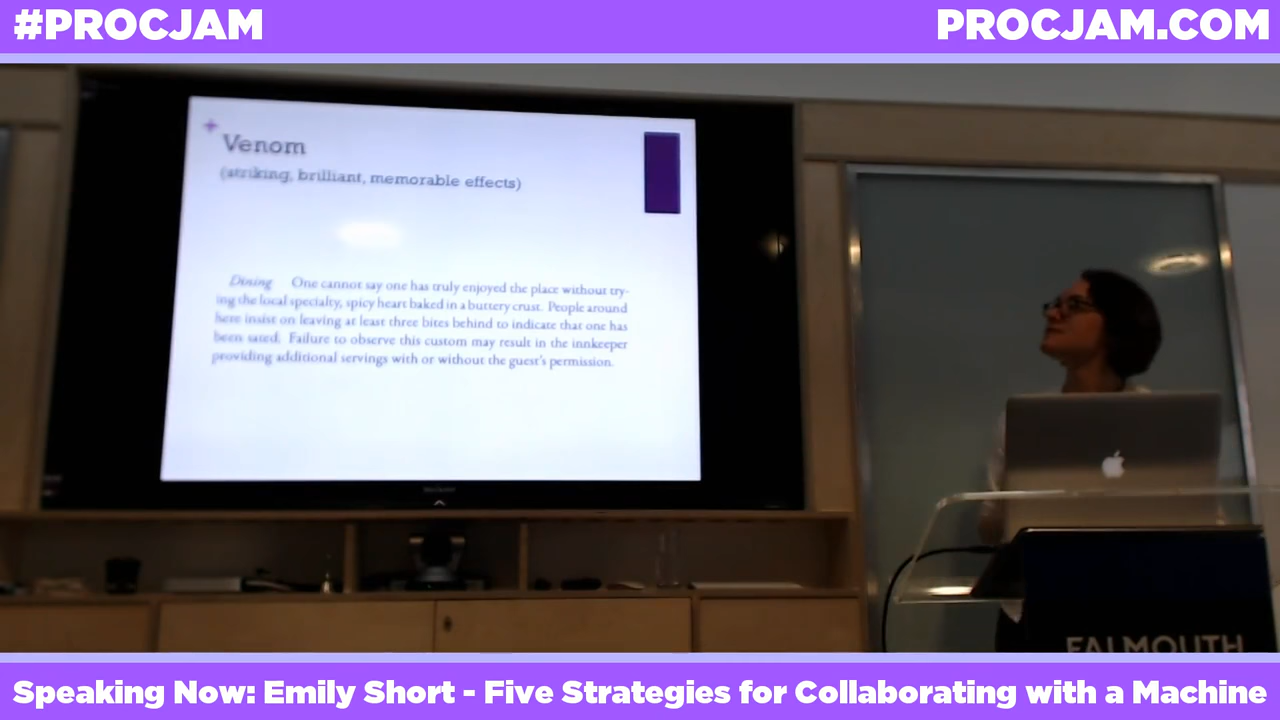 #PROCJAM
PROCJAM.COM
+
Venom
(striking, brilliant, memorable effects)
Dining One cannot say one has truly enjoyed the place without try-
ing the local specialty, spicy heart baked in a buttery crust. People around
here insist on leaving at least three bites behind to indicate that one has
been sated. Failure to observe this custom may result in the innkeeper
providing additional servings with or without the guest's permission.
FALMOUTH
Speaking Now: Emily Short - Five Strategies for Collaborating with a Machine